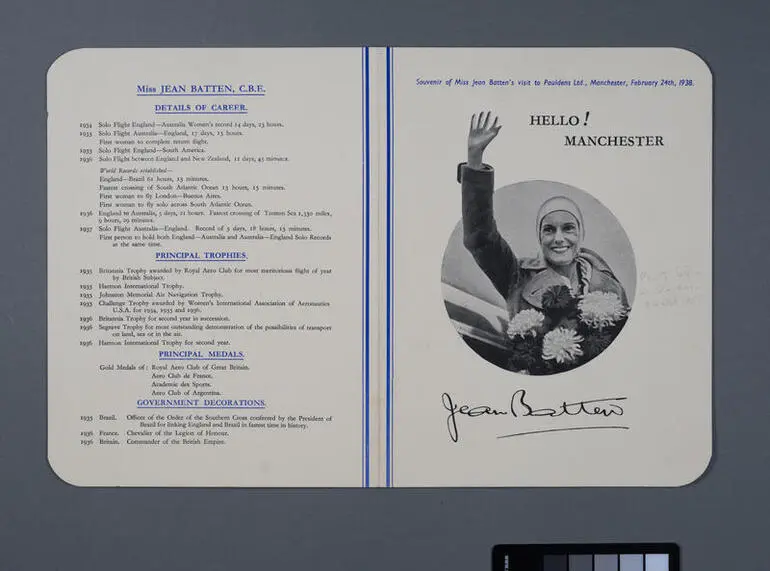 Miss JEAN BATTEN, C.B.E.
DETAILS OF CAREER.
1934 Solo Flight England—Australia Women's record 14 days, 23 hours.
1935 Solo Flight Australia—England, 17 days, 15 hours.
First woman to complete return flight.
1935 Solo Flight England—South America.
1936 Solo Flight between England and New Zealand, 11 days, 45 minutes.
World Records established—
England—Brazil 61 hours, 15 minutes.
Fastest crossing of South Atlantic Ocean 13 hours, 15 minutes.
First woman to fly London—Buenos Aires.
First woman to fly solo across South Atlantic Ocean.
1936 England to Australia, 5 days, 21 hours. Fastest crossing of Tasman Sea 1,330 miles,
9 hours, 29 minutes.
1937 Solo Flight Australia—England. Record of 5 days, 18 hours, 15 minutes.
First person to hold both England—Australia and Australia—England Solo Records
at the same time.
PRINCIPAL TROPHIES.
1935 Britannia Trophy awarded by Royal Aero Club for most meritorious flight of year
by British Subject.
1935 Harmon International Trophy.
1935 Johnston Memorial Air Navigation Trophy.
1935 Challenge Trophy awarded by Women's International Association of Aeronautics
U.S.A. for 1934, 1935 and 1936.
1936 Britannia Trophy for second year in succession.
1936 Segrave Trophy for most outstanding demonstration of the possibilities of transport
on land, sea or in the air.
1936 Harmon International Trophy for second year.
PRINCIPAL MEDALS.
Gold Medals of : Royal Aero Club of Great Britain.
Aero Club de France.
Academie des Sports.
Aero Club of Argentina.
GOVERNMENT DECORATIONS.
1935 Brazil. Officer of the Order of the Southern Cross conferred by the President of
Brazil for linking England and Brazil in fastest time in history.
1936 France. Chevalier of the Legion of Honour.
1936 Britain. Commander of the British Empire.
Souvenir of Miss Jean Batten's visit to Pauldens Ltd., Manchester, February 24th, 1938.
HELLO!
MANCHESTER
Jean Batten